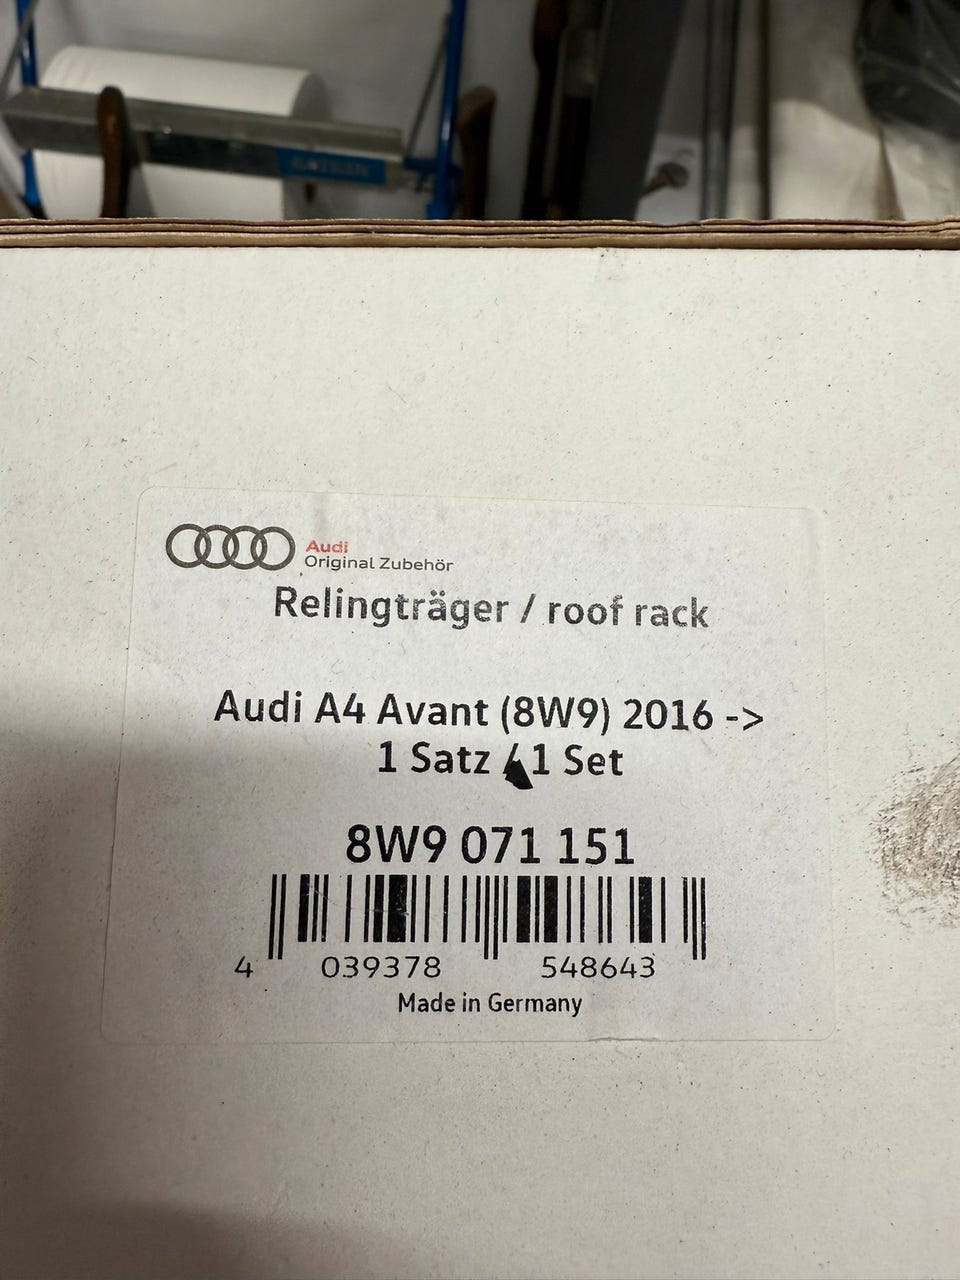 Audi
Original Zubehör
Relingträger / roof rack
Audi A4 Avant (8W9) 2016 ->
1 Satz / 1 Set
8W9 071 151
4 039378 548643
Made in Germany